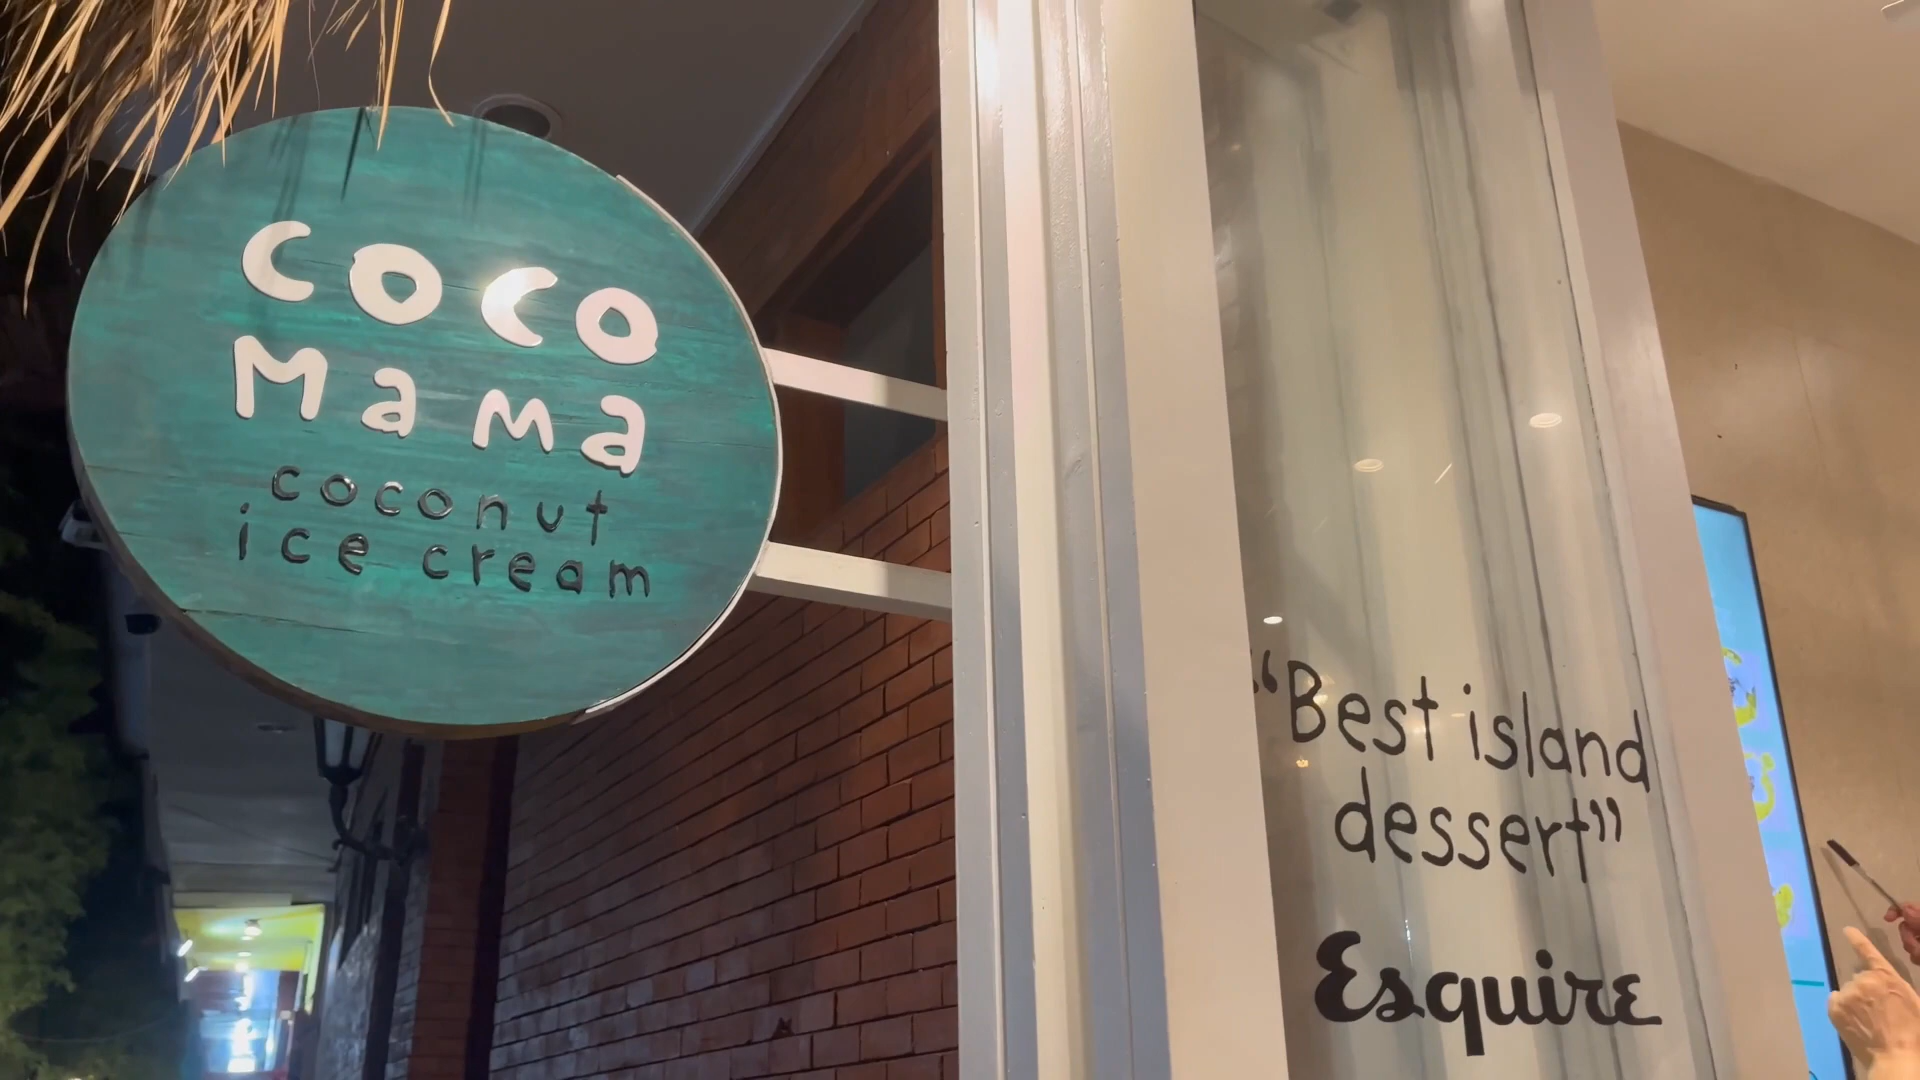 coco
Mama
coconut
ice cream
“Best island
dessert”
Esquire